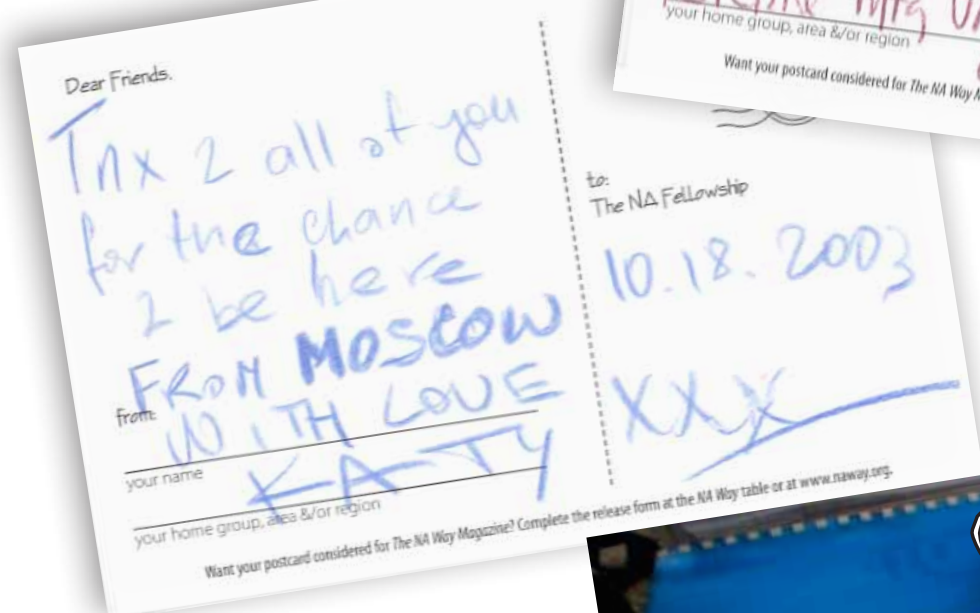 Dear Friends,
Tnx 2 all of you
for the chance
2 be here
FROM MOSCOW
from:
WITH LOVE
your name
KATY
your home group, area &/or region
Want your postcard considered for The NA Way Magazine? Complete the release form at the NA Way table or at www.naway.org.
to:
The NA Fellowship
10.18.2003
XXX
your home group, area &/or region
Want your postcard considered for The NA Way